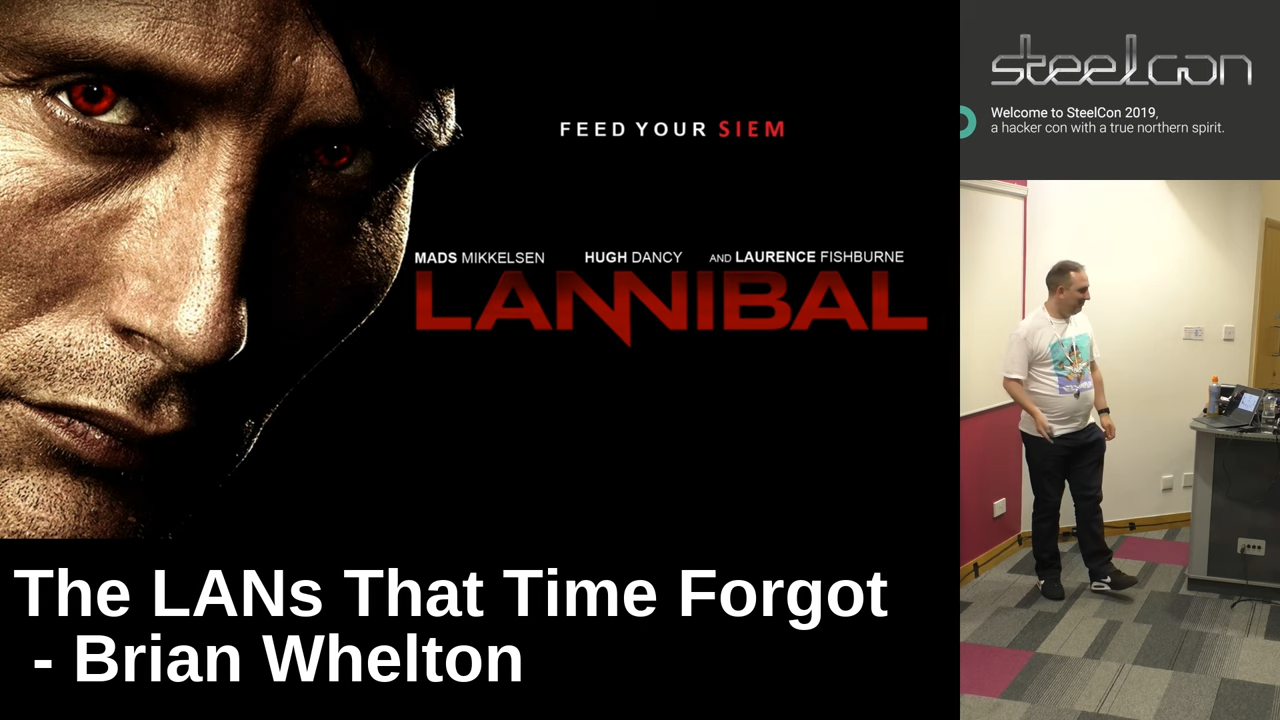 FEED YOUR SIEM
MADS MIKKELSEN HUGH DANCY AND LAURENCE FISHBURNE
LANNIBAL
The LANs That Time Forgot
- Brian Whelton
steelcon
Welcome to SteelCon 2019,
a hacker con with a true northern spirit.